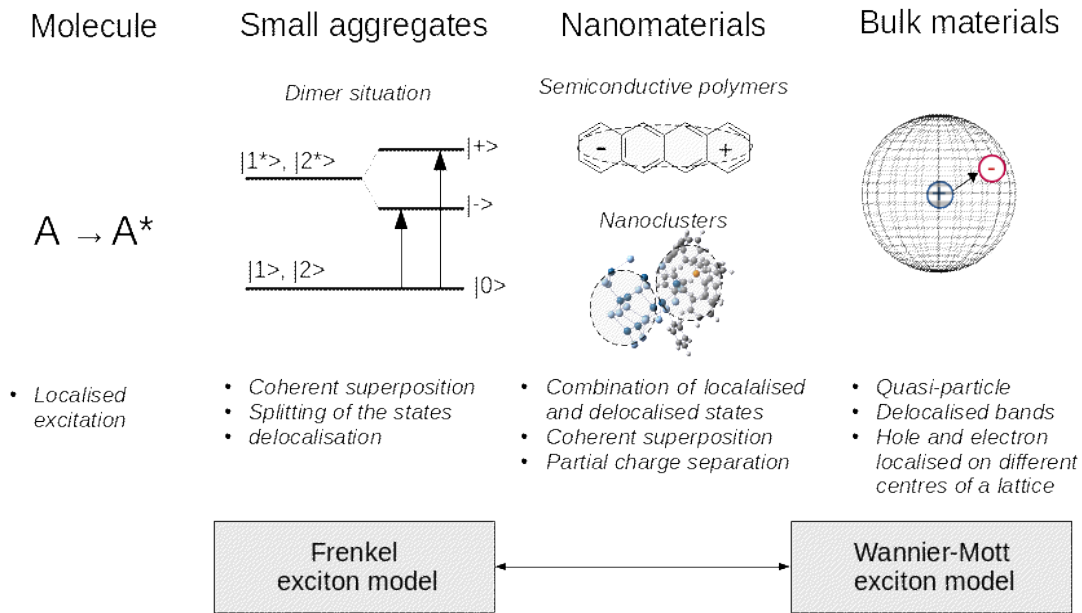 Molecule
Small aggregates
Nanomaterials
Bulk materials
Dimer situation
|1*>, |2*>
|+>
|->
|1>, |2>
|0>
A → A*
Semiconductive polymers
- +
Nanoclusters
+ -
• Localised
excitation
• Coherent superposition
• Splitting of the states
• delocalisation
• Combination of localalised
and delocalised states
• Coherent superposition
• Partial charge separation
• Quasi-particle
• Delocalised bands
• Hole and electron
localised on different
centres of a lattice
Frenkel
exciton model
Wannier-Mott
exciton model